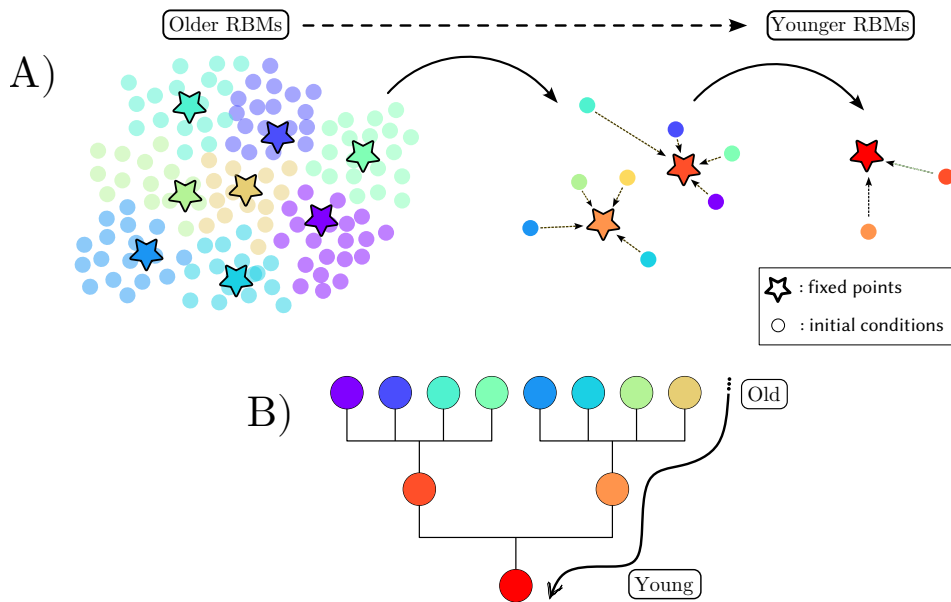 Older RBMs
Younger RBMs
A)
: fixed points
: initial conditions
B)
Old
Young